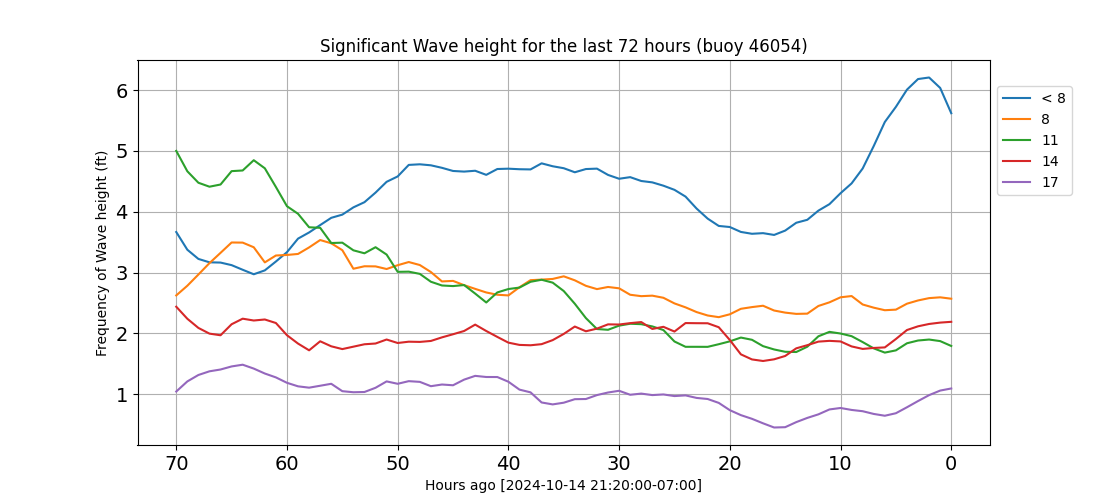 Significant Wave height for the last 72 hours (buoy 46054)
Frequency of Wave height (ft)
6
5
4
3
2
1
70 60 50 40 30 20 10 0
Hours ago [2024-10-14 21:20:00-07:00]
< 8
8
11
14
17